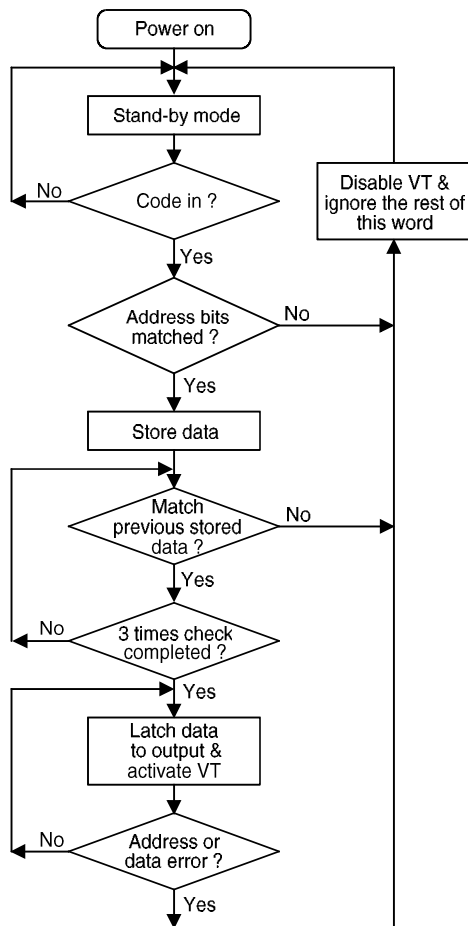 Power on
Stand-by mode
Code in ?
No
Yes
Disable VT &
ignore the rest of
this word
Address bits
matched ?
No
Yes
Store data
Match
previous stored
data ?
No
Yes
3 times check
completed ?
No
Yes
Latch data
to output &
activate VT
Address or
data error ?
No
Yes